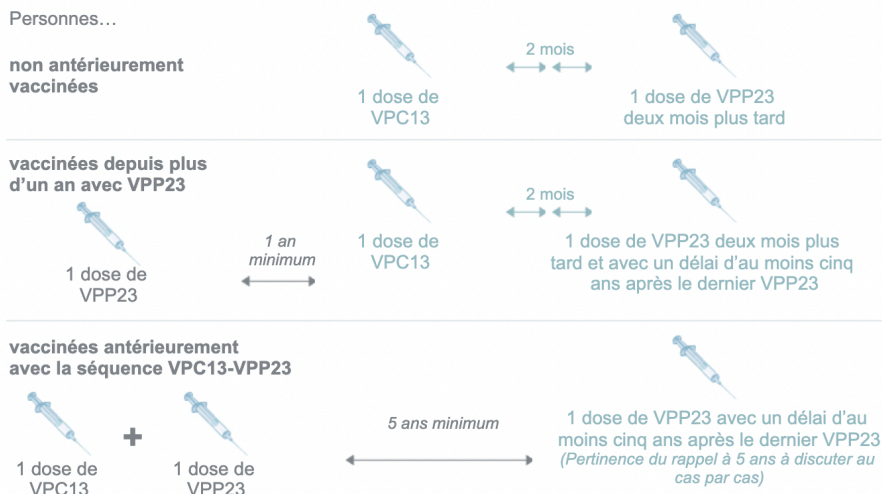 Personnes…
non antérieurement
vaccinées
1 dose de
VPC13
2 mois
1 dose de VPP23
deux mois plus tard
vaccinées depuis plus
d'un an avec VPP23
1 dose de
VPP23
1 an
minimum
1 dose de
VPC13
2 mois
1 dose de VPP23 deux mois plus
tard et avec un délai d'au moins cinq
ans après le dernier VPP23
vaccinées antérieurement
avec la séquence VPC13-VPP23
1 dose de
VPC13
+
1 dose de
VPP23
5 ans minimum
1 dose de VPP23 avec un délai d'au
moins cinq ans après le dernier VPP23
(Pertinence du rappel à 5 ans à discuter au
cas par cas)